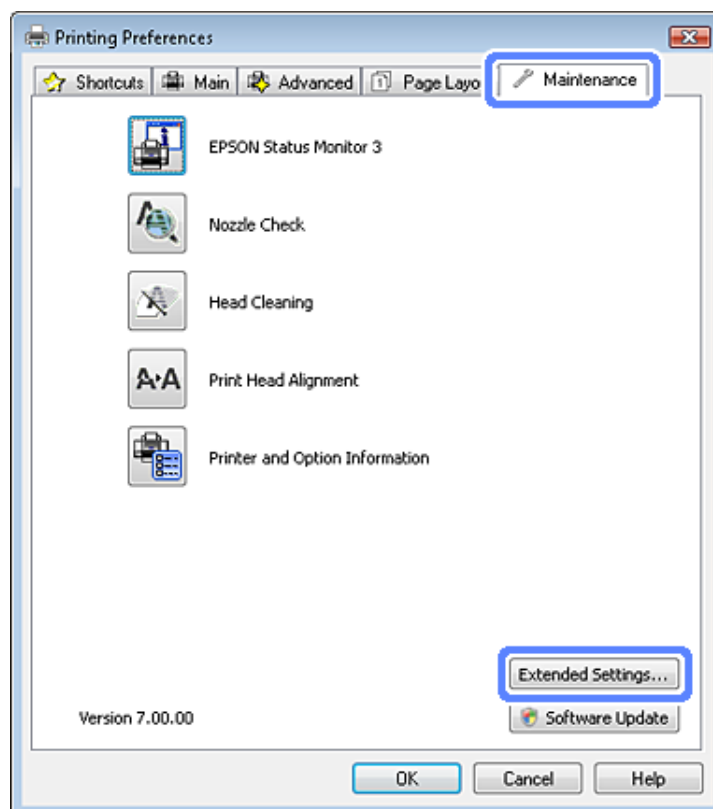 Printing Preferences
Shortcuts Main Advanced Page Layo Maintenance
EPSON Status Monitor 3
Nozzle Check
Head Cleaning
A A
Print Head Alignment
Printer and Option Information
Extended Settings...
Version 7.00.00 Software Update
OK Cancel Help